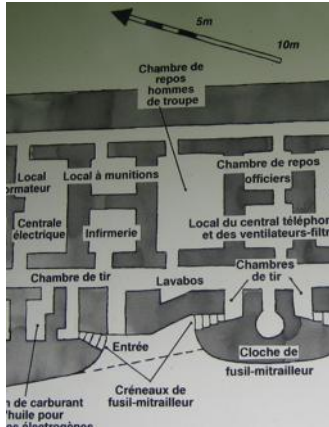 5m
10m
Chambre de
repos
hommes
de troupe
Local
Local à munitions
Chambre de repos
officiers
Centrale
électrique
Infirmerie
Local du central téléphon
et des ventilateurs-filtr
Chambre de tir
Lavabos
Chambres
de tir
Entrée
Cloche de
fusil-mitrailleur
Créneaux de
fusil-mitrailleur
de carburant
huile pour
électrogènes